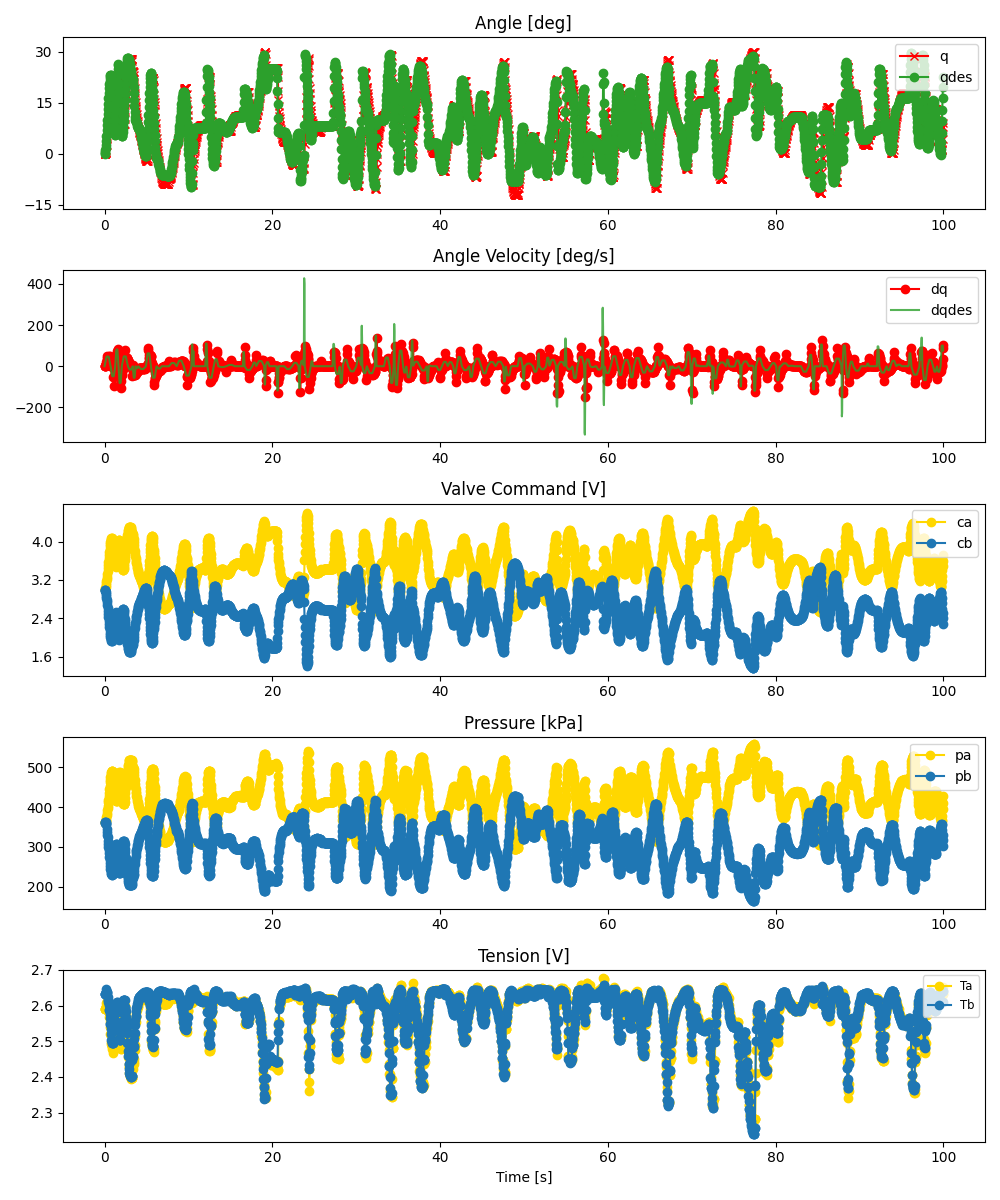 Angle [deg]
30
15
0
−15
q
qdes
0 20 40 60 80 100
Angle Velocity [deg/s]
400
200
0
−200
dq
dqdes
0 20 40 60 80 100
Valve Command [V]
4.0
3.2
2.4
1.6
ca
cb
0 20 40 60 80 100
Pressure [kPa]
500
400
300
200
pa
pb
0 20 40 60 80 100
Tension [V]
2.7
2.6
2.5
2.4
2.3
Ta
Tb
0 20 40 60 80 100
Time [s]